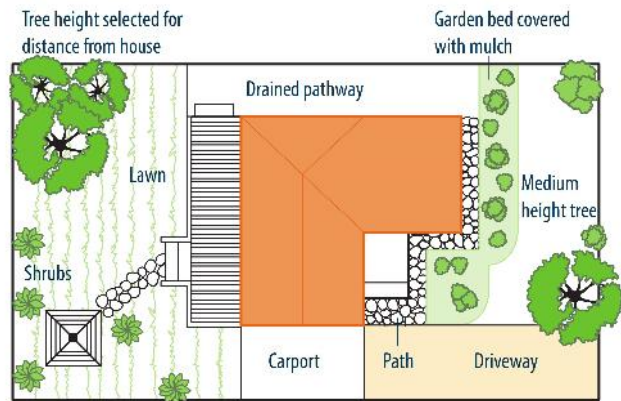 Tree height selected for
distance from house
Garden bed covered
with mulch
Drained pathway
Lawn
Medium
height tree
Shrubs
Carport
Path
Driveway